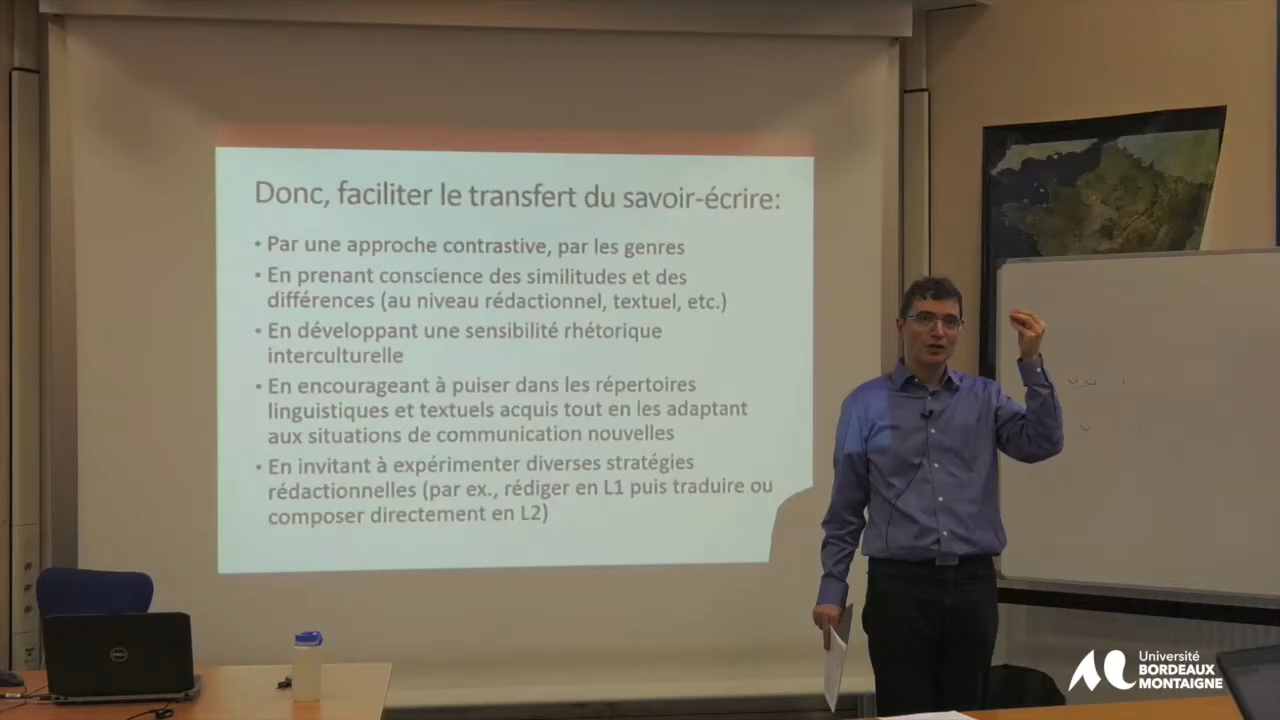 Donc, faciliter le transfert du savoir-écrire:
• Par une approche contrastive, par les genres
• En prenant conscience des similitudes et des
différences (au niveau rédactionnel, textuel, etc.)
• En développant une sensibilité rhétorique
interculturelle
• En encourageant à puiser dans les répertoires
linguistiques et textuels acquis tout en les adaptant
aux situations de communication nouvelles
• En invitant à expérimenter diverses stratégies
rédactionnelles (par ex., rédiger en L1 puis traduire ou
composer directement en L2)
DELL
Université
BORDEAUX
MONTAIGNE